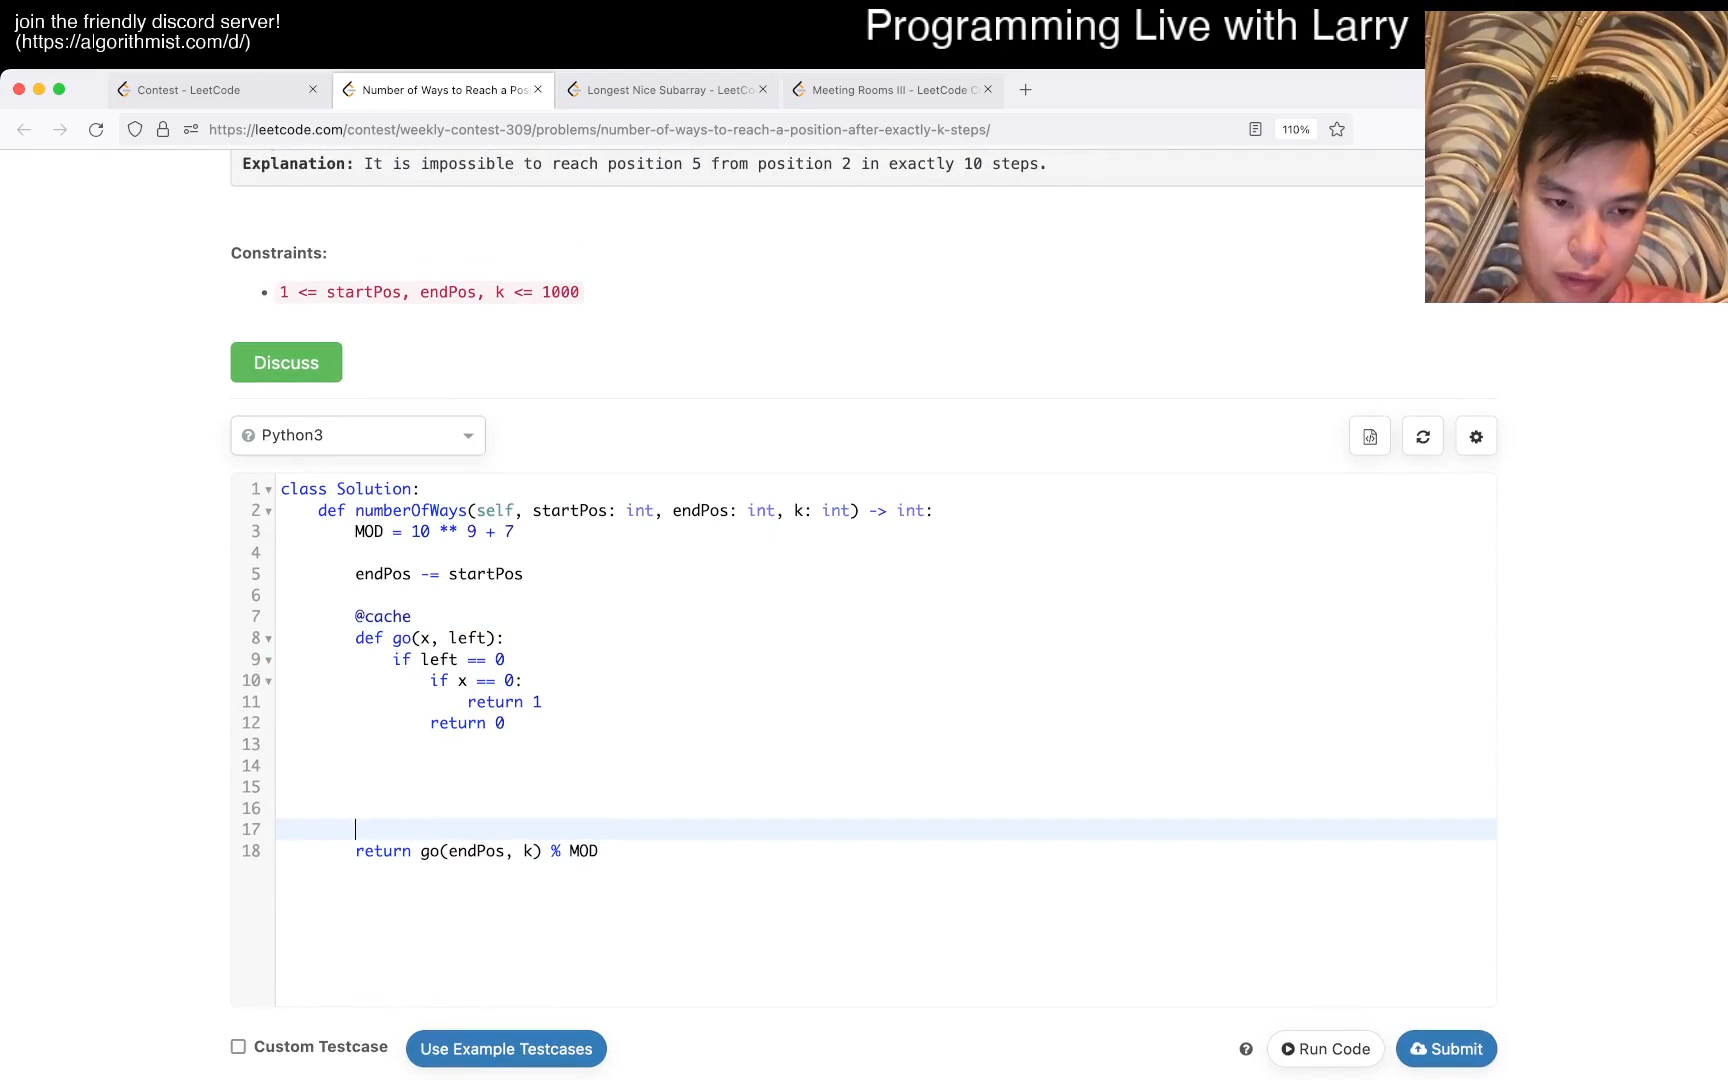 join the friendly discord server!
(https://algorithmist.com/d/)
Programming Live with Larry
Contest - LeetCode
Number of Ways to Reach a Pos
Longest Nice Subarray - LeetCo
Meeting Rooms III - LeetCode C
https://leetcode.com/contest/weekly-contest-309/problems/number-of-ways-to-reach-a-position-after-exactly-k-steps/
110%
Explanation: It is impossible to reach position 5 from position 2 in exactly 10 steps.
Constraints:
• 1 <= startPos, endPos, k <= 1000
Discuss
Python3
1 class Solution:
2 def numberOfWays(self, startPos: int, endPos: int, k: int) -> int:
3 MOD = 10 ** 9 + 7
4
5 endPos -= startPos
6
7 @cache
8 def go(x, left):
9 if left == 0
10 if x == 0:
11 return 1
12 return 0
13
14
15
16
17
18 return go(endPos, k) % MOD
Custom Testcase
Use Example Testcases
Run Code
Submit